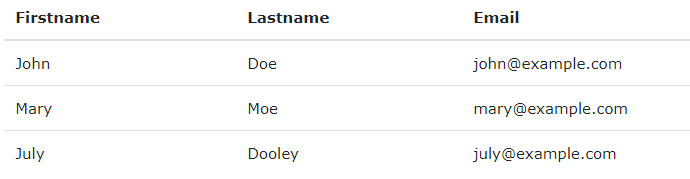 Firstname Lastname Email
John Doe john@example.com
Mary Moe mary@example.com
July Dooley july@example.com